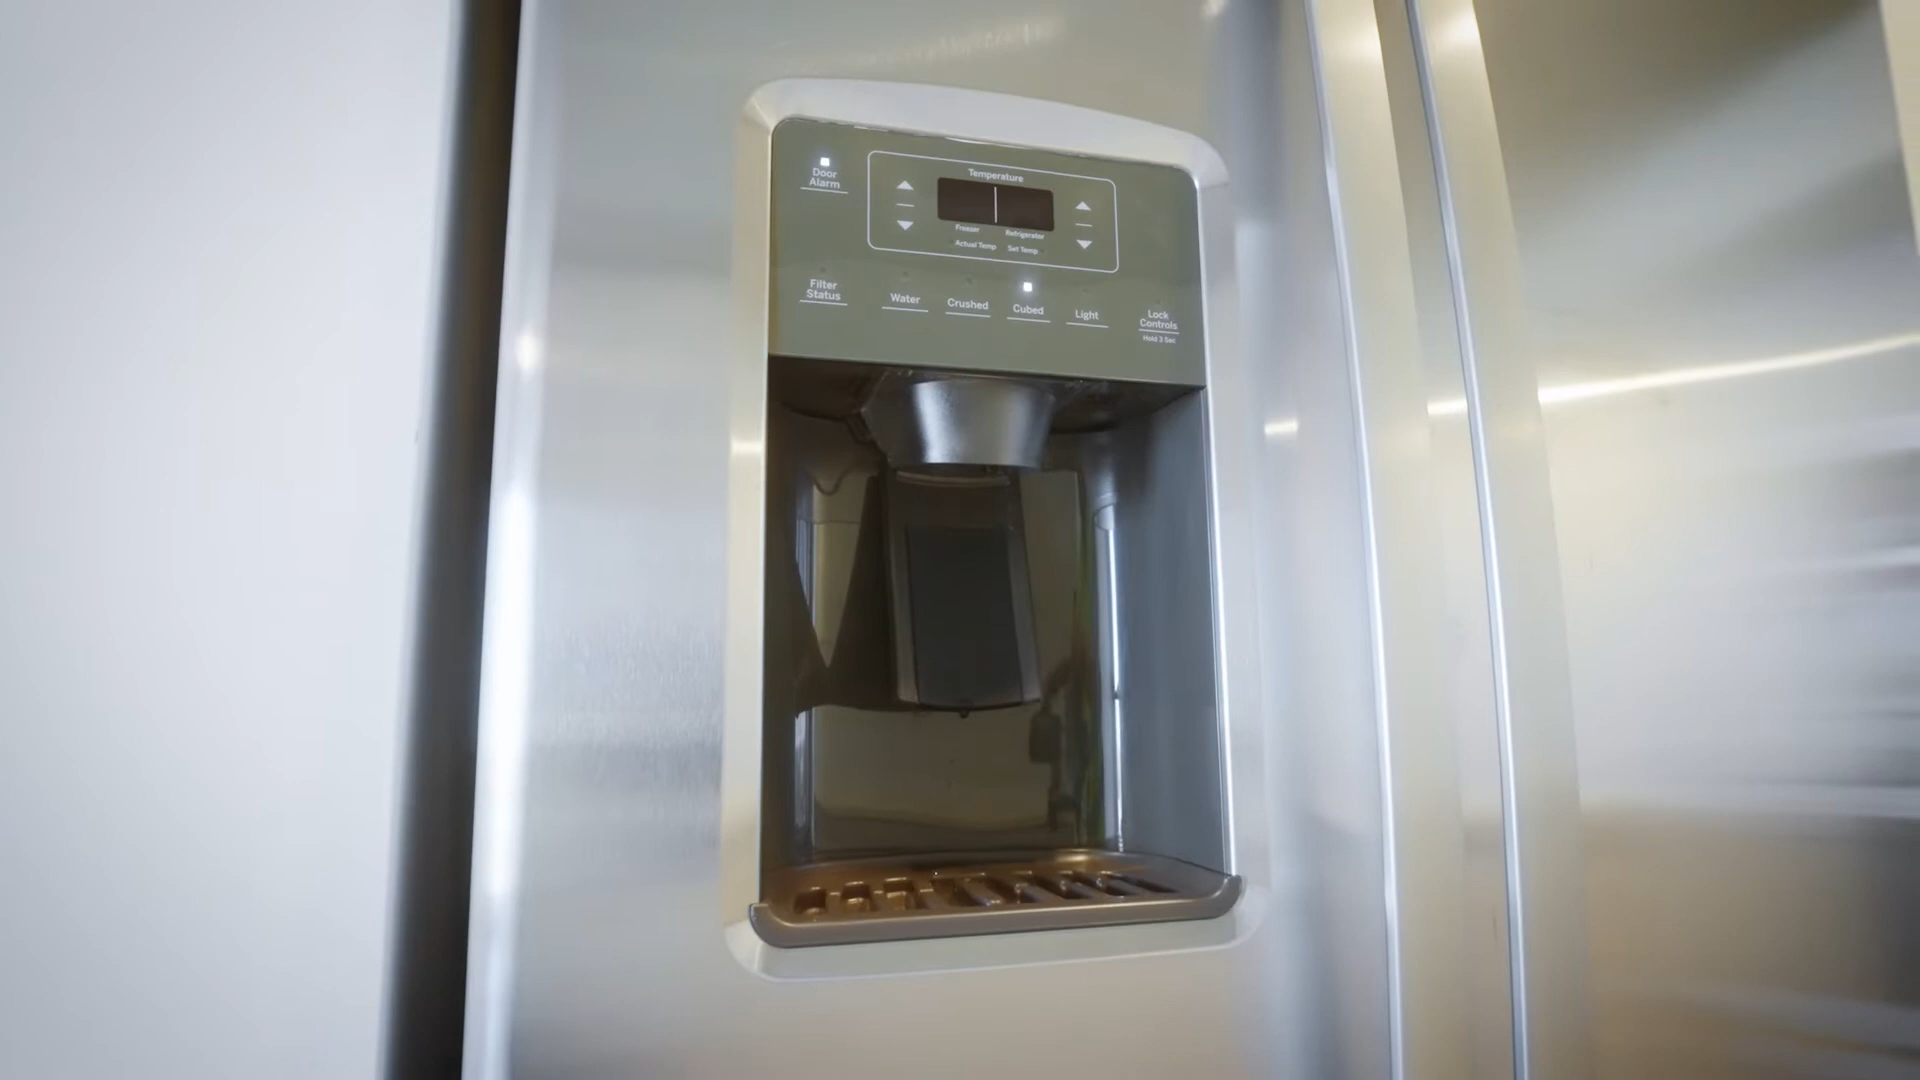 Door
Alarm
Temperature
Freezer
Refrigerator
Actual Temp
Set Temp
Filter
Status
Water
Crushed
Cubed
Light
Lock
Controls
Hold 3 Sec